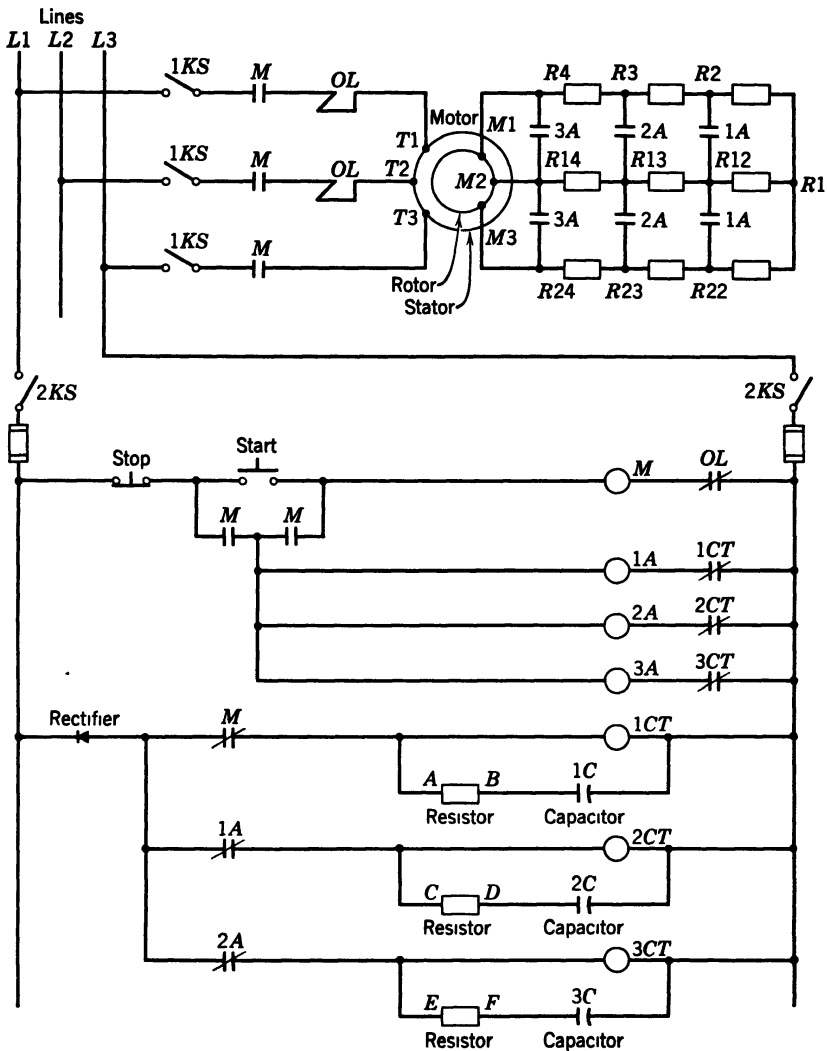 Lines
L1 L2 L3
1KS M OL R4 R3 R2
Motor M1 3A 2A 1A
T1
1KS M OL T2 M2 R14 R13 R12 R1
T3
1KS M M3 3A 2A 1A
Rotor
Stator R24 R23 R22
2KS 2KS
Stop Start M OL
M M
1A 1CT
2A 2CT
3A 3CT
Rectifier M 1CT
A B 1C
Resistor Capacitor
1A 2CT
C D 2C
Resistor Capacitor
2A 3CT
E F 3C
Resistor Capacitor